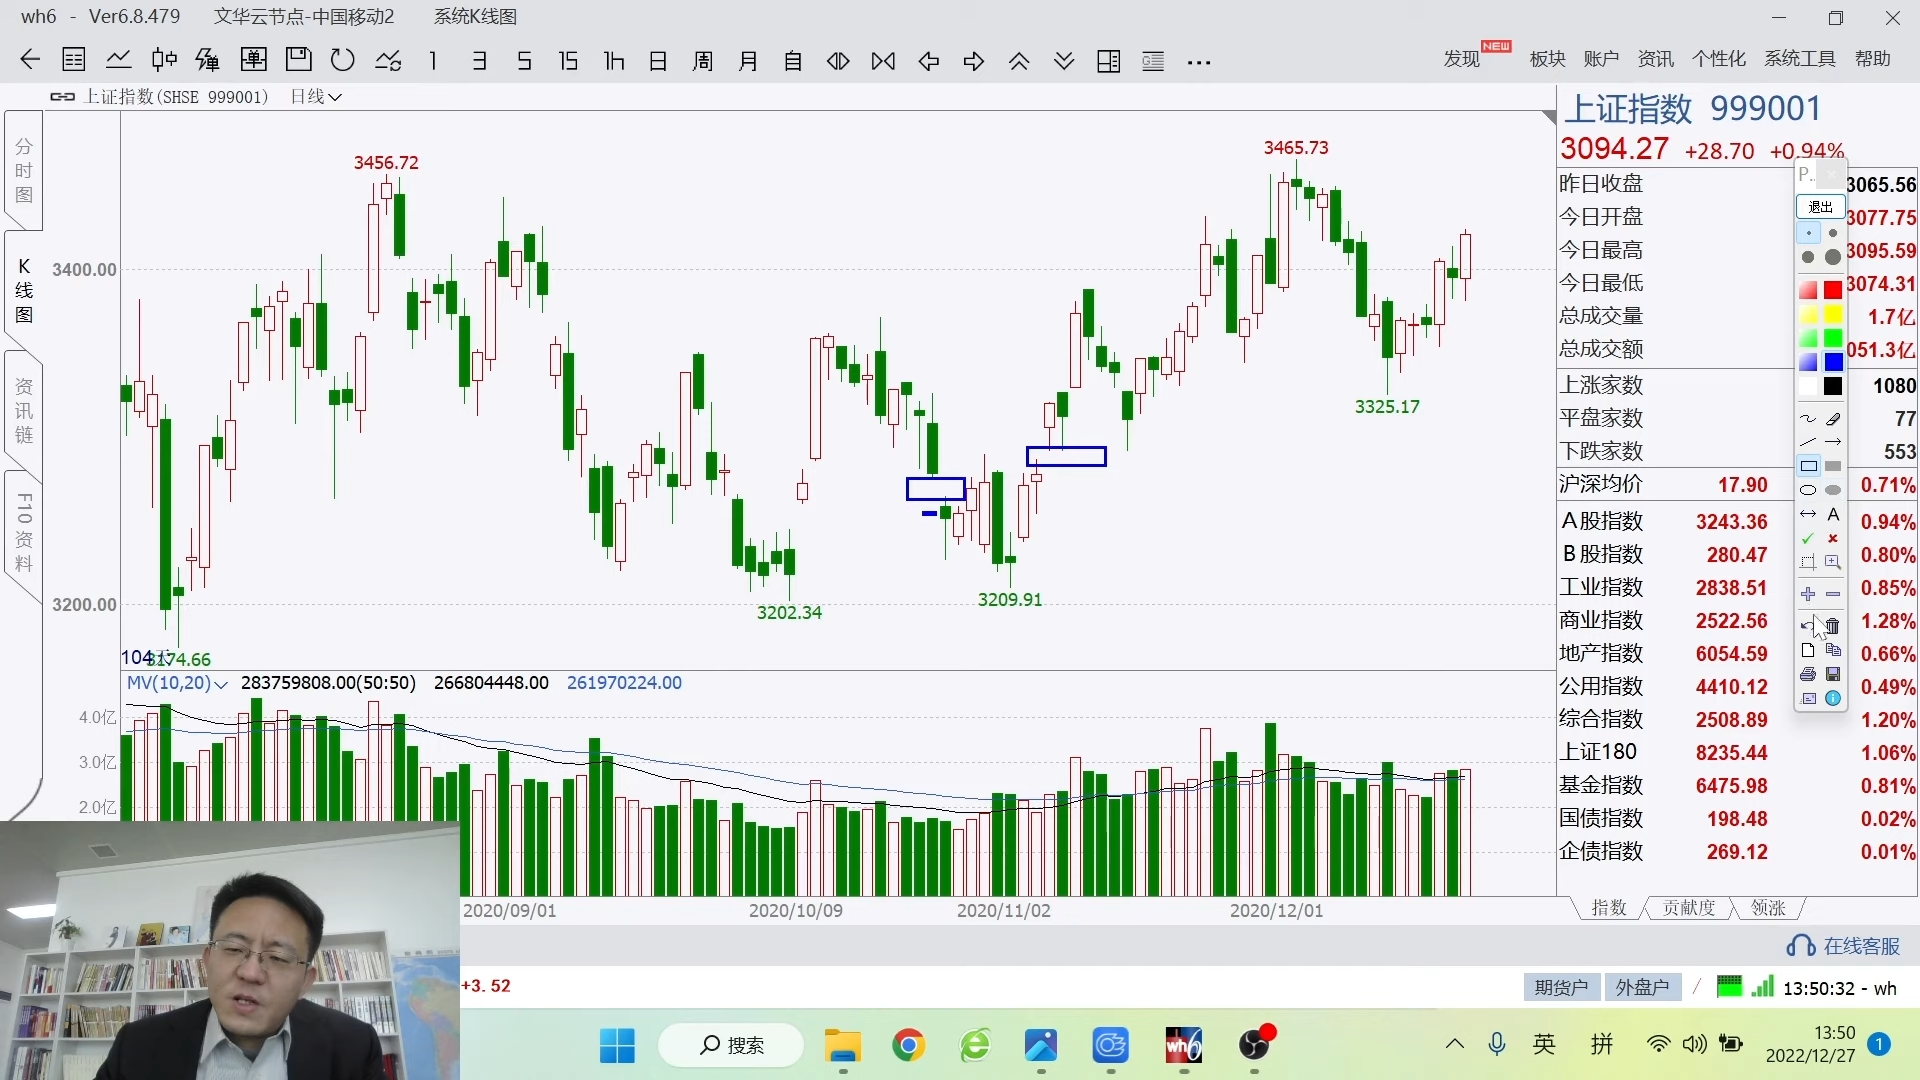 wh6 - Ver6.8.479 文华云节点-中国移动2 系统K线图
1 3 5 15 1h 日 周 月 自
发现 NEW 板块 账户 资讯 个性化 系统工具 帮助
上证指数(SHSE 999001) 日线
分时图
K线图
资讯链
F10资料
3456.72
3465.73
3400.00
3325.17
3200.00
3202.34
3209.91
104天
3174.66
MV(10,20) 283759808.00(50:50) 266804448.00 261970224.00
4.0亿
3.0亿
2.0亿
2020/09/01 2020/10/09 2020/11/02 2020/12/01
上证指数 999001
3094.27 +28.70 +0.94%
昨日收盘 3065.56
今日开盘 3077.75
今日最高 3095.59
今日最低 3074.31
总成交量 1.7亿
总成交额 051.3亿
上涨家数 1080
平盘家数 77
下跌家数 553
沪深均价 17.90 0.71%
A股指数 3243.36 0.94%
B股指数 280.47 0.80%
工业指数 2838.51 0.85%
商业指数 2522.56 1.28%
地产指数 6054.59 0.66%
公用指数 4410.12 0.49%
综合指数 2508.89 1.20%
上证180 8235.44 1.06%
基金指数 6475.98 0.81%
国债指数 198.48 0.02%
企债指数 269.12 0.01%
指数 贡献度 领涨
P..
退出
A
在线客服
+3.52
期货户 外盘户 13:50:32 - wh
搜索
wh6
英 拼
13:50
2022/12/27
1